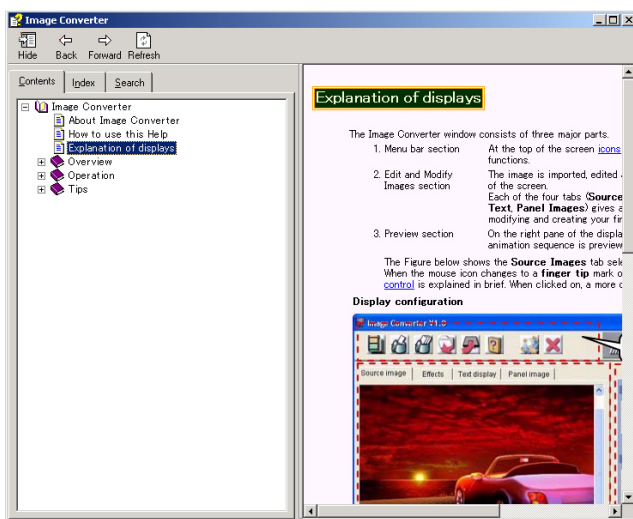 Image Converter
Hide Back Forward Refresh
Contents Index Search
Image Converter
About Image Converter
How to use this Help
Explanation of displays
Overview
Operation
Tips
Explanation of displays
The Image Converter window consists of three major parts.
1. Menu bar section At the top of the screen icons
functions.
2. Edit and Modify The image is imported, edited
Images section of the screen.
Each of the four tabs (Source
Text, Panel Images) gives a
modifying and creating your fir
3. Preview section On the right pane of the displa
animation sequence is preview
The Figure below shows the Source Images tab sele
When the mouse icon changes to a finger tip mark o
control is explained in brief. When clicked on, a more d
Display configuration
Image Converter V1.0
Source image Effects Text display Panel image